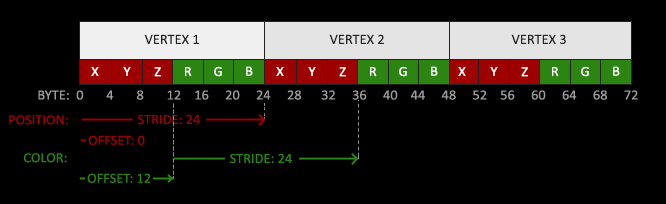 VERTEX 1 VERTEX 2 VERTEX 3
X Y Z R G B X Y Z R G B X Y Z R G B
BYTE: 0 4 8 12 16 20 24 28 32 36 40 44 48 52 56 60 64 68 72
POSITION: STRIDE: 24
OFFSET: 0
COLOR: STRIDE: 24
OFFSET: 12